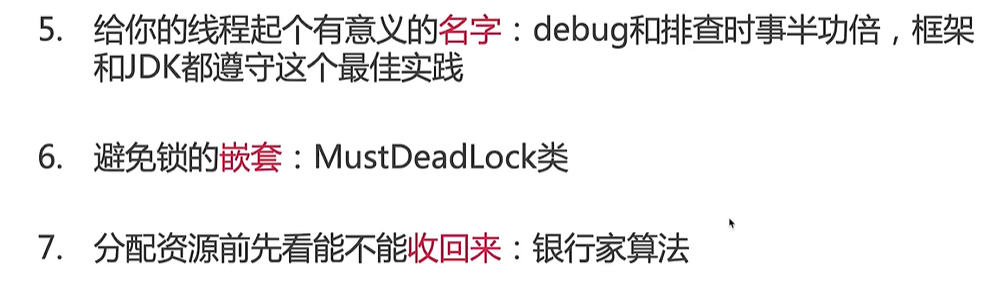 5. 给你的线程起个有意义的名字：debug和排查时事半功倍，框架
和JDK都遵守这个最佳实践
6. 避免锁的嵌套：MustDeadLock类
7. 分配资源前先看能不能收回来：银行家算法